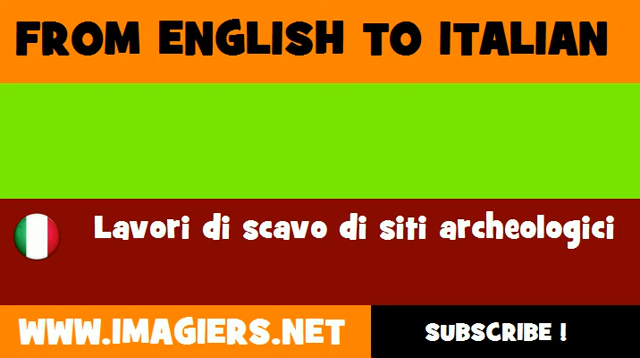 FROM ENGLISH TO ITALIAN
Lavori di scavo di siti archeologici
WWW.IMAGIERS.NET
SUBSCRIBE !